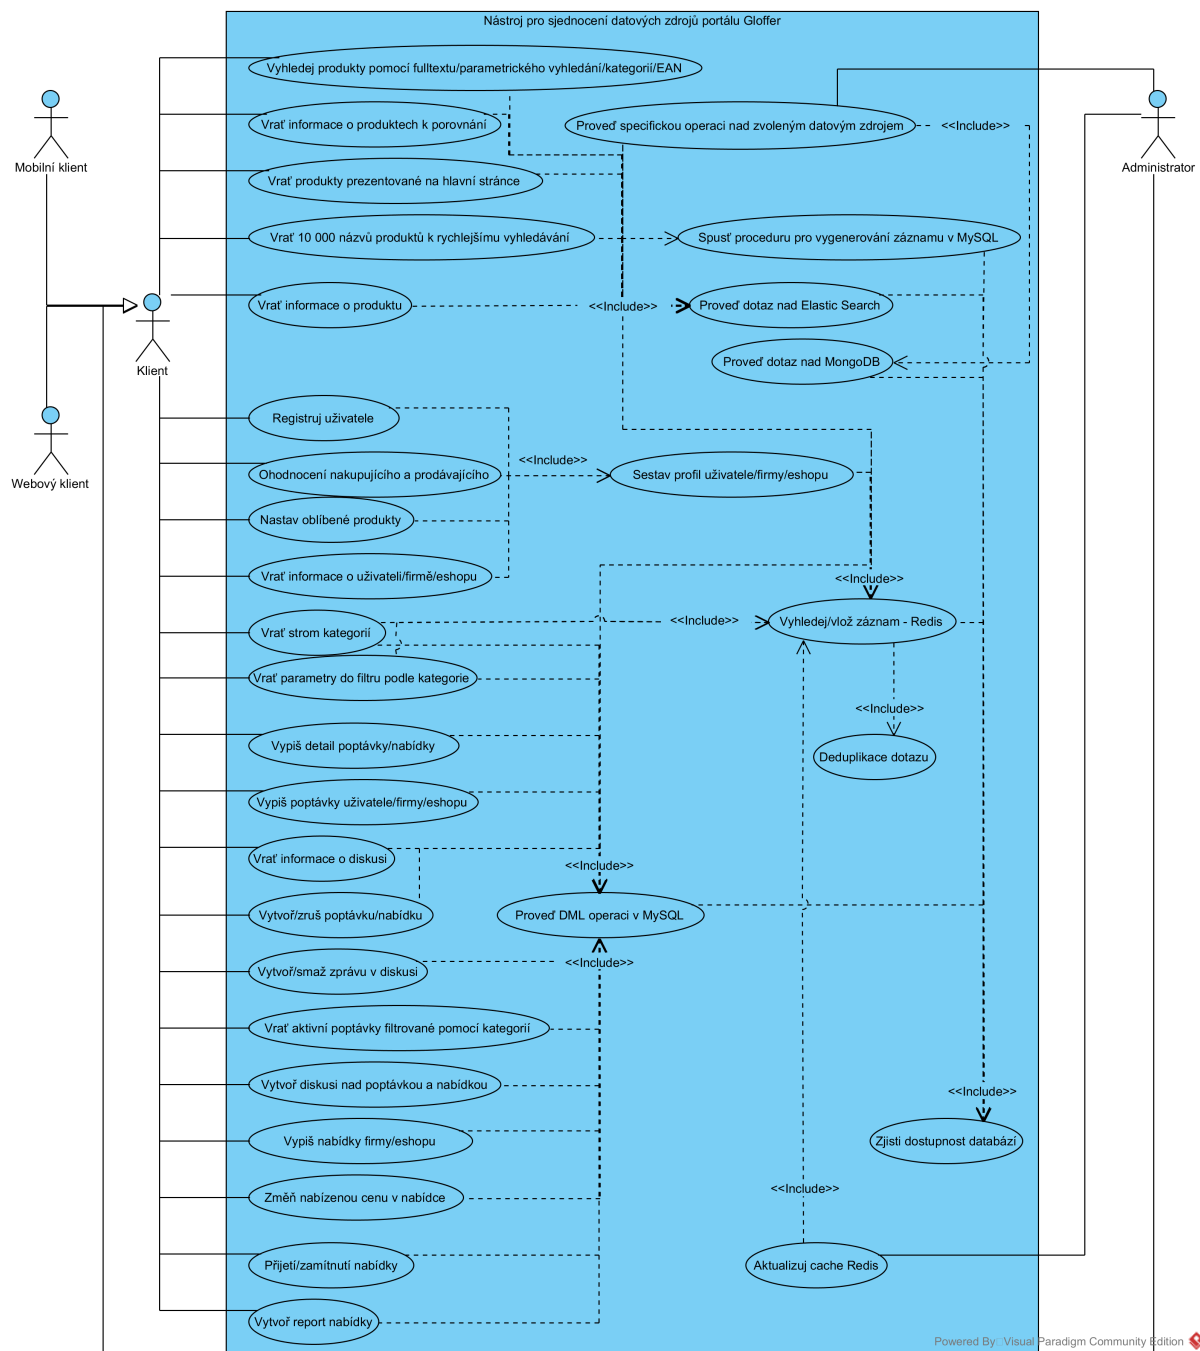 Nástroj pro sjednocení datových zdrojů portálu Gloffer
Vyhledej produkty pomocí fulltextu/parametrického vyhledání/kategorií/EAN
Mobilní klient
Vrať informace o produktech k porovnání
Proveď specifickou operaci nad zvoleným datovým zdrojem
<<Include>>
Administrator
Vrať produkty prezentované na hlavní stránce
Vrať 10 000 názvů produktů k rychlejšímu vyhledávání
Spusť proceduru pro vygenerování záznamu v MySQL
Vrať informace o produktu
<<Include>>
Proveď dotaz nad Elastic Search
Proveď dotaz nad MongoDB
Klient
Registruj uživatele
<<Include>>
Ohodnocení nakupujícího a prodávajícího
Sestav profil uživatele/firmy/eshopu
Webový klient
Nastav oblíbené produkty
Vrať informace o uživateli/firmě/eshopu
<<Include>>
Vrať strom kategorií
<<Include>>
Vyhledej/vlož záznam - Redis
Vrať parametry do filtru podle kategorie
<<Include>>
Vypiš detail poptávky/nabídky
Deduplikace dotazu
Vypiš poptávky uživatele/firmy/eshopu
Vrať informace o diskusi
<<Include>>
Vytvoř/zruš poptávku/nabídku
Proveď DML operaci v MySQL
<<Include>>
Vytvoř/smaž zprávu v diskusi
Vrať aktivní poptávky filtrované pomocí kategorií
Vytvoř diskusi nad poptávkou a nabídkou
<<Include>>
Vypiš nabídky firmy/eshopu
Zjisti dostupnost databází
<<Include>>
Změň nabízenou cenu v nabídce
Přijetí/zamítnutí nabídky
Aktualizuj cache Redis
Vytvoř report nabídky
Powered By Visual Paradigm Community Edition